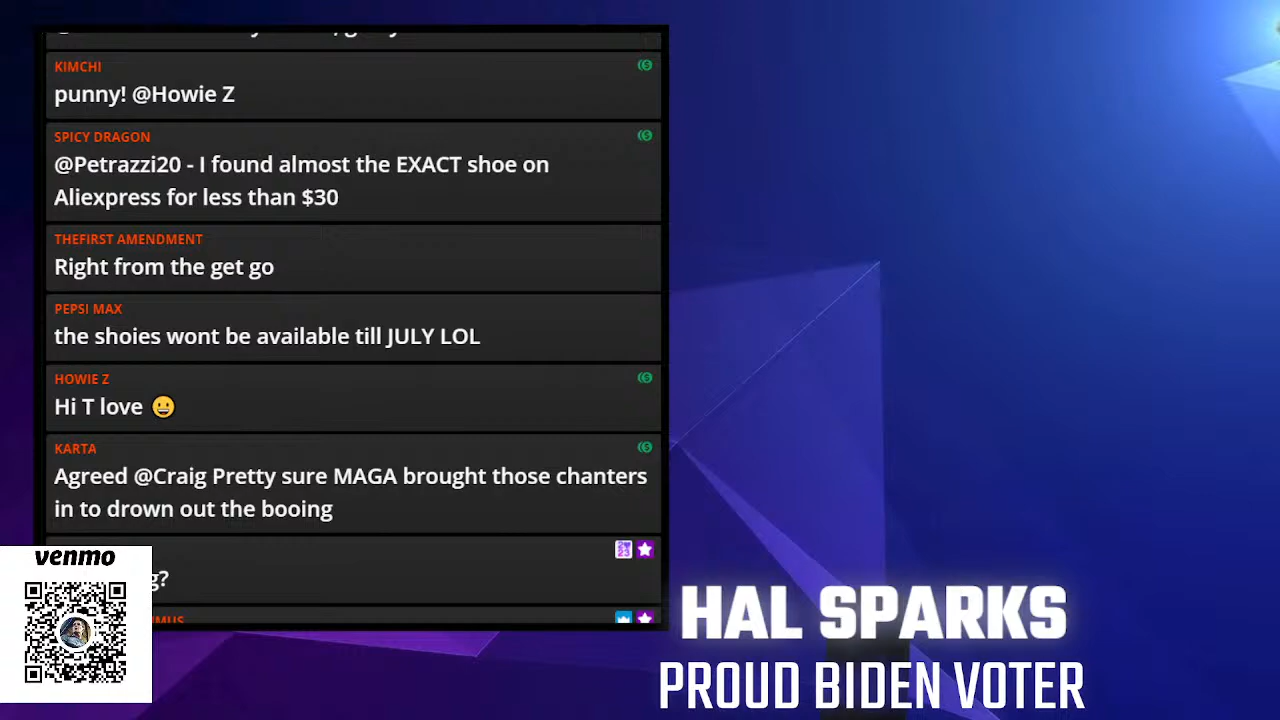 KIMCHI
punny! @Howie Z
SPICY DRAGON
@Petrazzi20 - I found almost the EXACT shoe on
Aliexpress for less than $30
THEFIRST AMENDMENT
Right from the get go
PEPSI MAX
the shoies wont be available till JULY LOL
HOWIE Z
Hi T love 😀
KARTA
Agreed @Craig Pretty sure MAGA brought those chanters
in to drown out the booing
venmo
HAL SPARKS
PROUD BIDEN VOTER